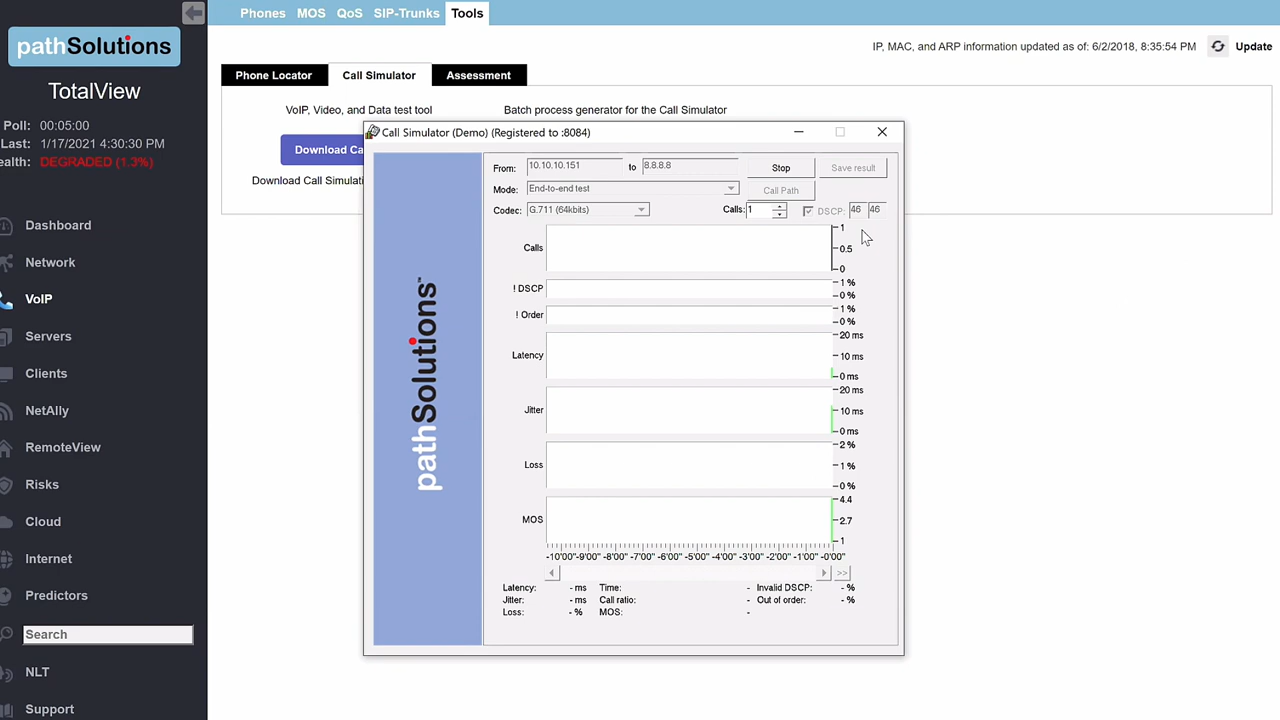 pathSolutions
TotalView
Poll: 00:05:00
Last: 1/17/2021 4:30:30 PM
ealth: DEGRADED (1.3%)
Dashboard
Network
VoIP
Servers
Clients
NetAlly
RemoteView
Risks
Cloud
Internet
Predictors
Search
NLT
Support
Phones MOS QoS SIP-Trunks Tools
IP, MAC, and ARP information updated as of: 6/2/2018, 8:35:54 PM Update
Phone Locator Call Simulator Assessment
VoIP, Video, and Data test tool Batch process generator for the Call Simulator
Download Ca
Download Call Simulati
Call Simulator (Demo) (Registered to :8084)
pathSolutions™
From: 10.10.10.151 to 8.8.8.8 Stop Save result
Mode: End-to-end test Call Path
Codec: G.711 (64kbits) Calls: 1 DSCP: 46 46
Calls 1 0.5 0
! DSCP 1 % 0 %
! Order 1 % 0 %
Latency 20 ms 10 ms 0 ms
Jitter 20 ms 10 ms 0 ms
Loss 2 % 1 % 0 %
MOS 4.4 2.7 1
-10'00" -9'00" -8'00" -7'00" -6'00" -5'00" -4'00" -3'00" -2'00" -1'00" -0'00"
>>
Latency: - ms Time: - Invalid DSCP: - %
Jitter: - ms Call ratio: - Out of order: - %
Loss: - % MOS: -